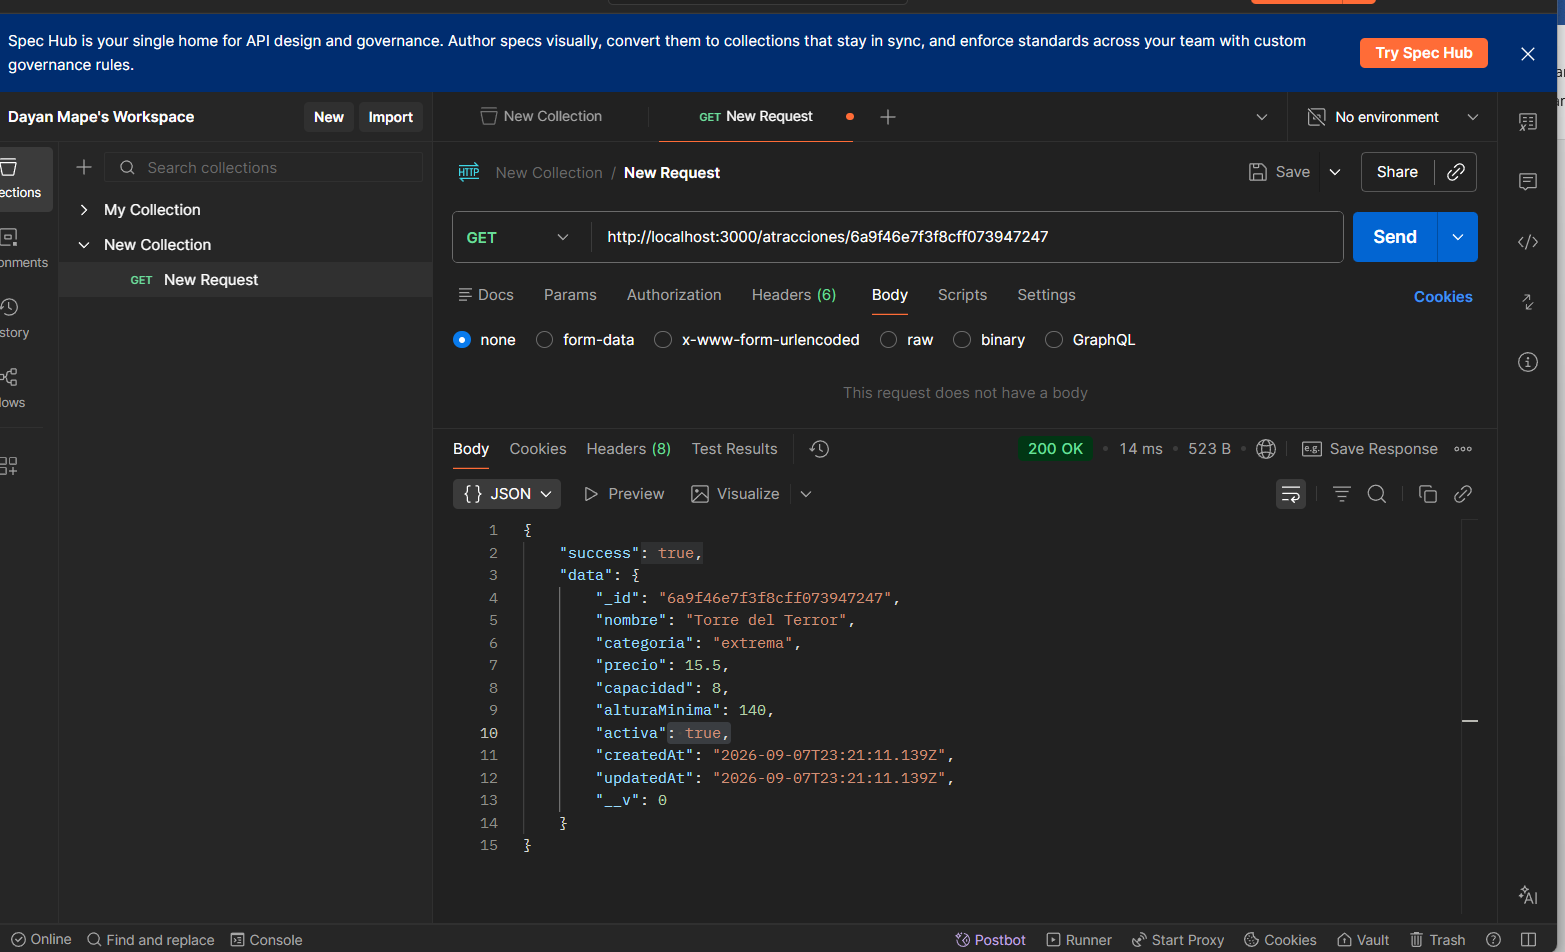 Spec Hub is your single home for API design and governance. Author specs visually, convert them to collections that stay in sync, and enforce standards across your team with custom
governance rules.
Try Spec Hub
Dayan Mape's Workspace
New
Import
New Collection
GET New Request
No environment
Search collections
ections
My Collection
New Collection
GET New Request
onments
story
lows
HTTP New Collection / New Request
Save
Share
GET
http://localhost:3000/atracciones/6a9f46e7f3f8cff073947247
Send
Docs Params Authorization Headers (6) Body Scripts Settings
Cookies
none form-data x-www-form-urlencoded raw binary GraphQL
This request does not have a body
Body Cookies Headers (8) Test Results
200 OK • 14 ms • 523 B • e.g. Save Response
{} JSON Preview Visualize
1 {
2 "success": true,
3 "data": {
4 "_id": "6a9f46e7f3f8cff073947247",
5 "nombre": "Torre del Terror",
6 "categoria": "extrema",
7 "precio": 15.5,
8 "capacidad": 8,
9 "alturaMinima": 140,
10 "activa": true,
11 "createdAt": "2026-09-07T23:21:11.139Z",
12 "updatedAt": "2026-09-07T23:21:11.139Z",
13 "__v": 0
14 }
15 }
AI
Online Find and replace Console
Postbot Runner Start Proxy Cookies Vault Trash